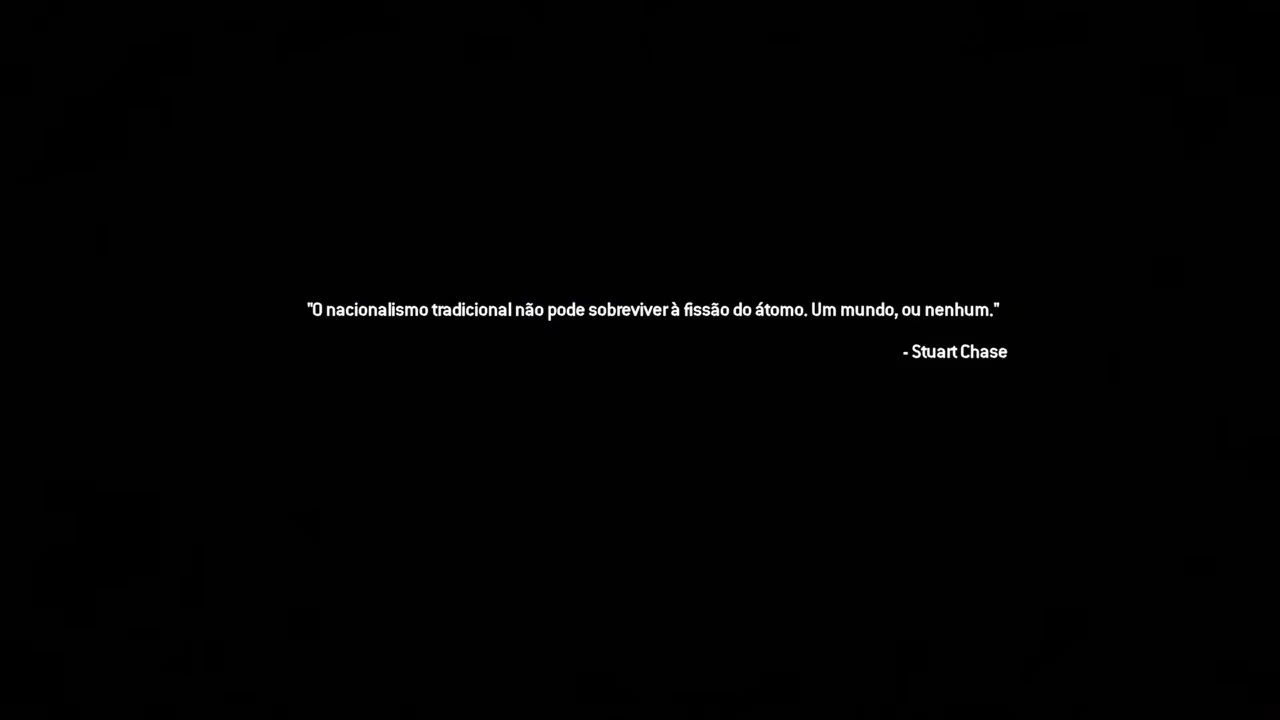 "O nacionalismo tradicional não pode sobreviver à fissão do átomo. Um mundo, ou nenhum."
- Stuart Chase